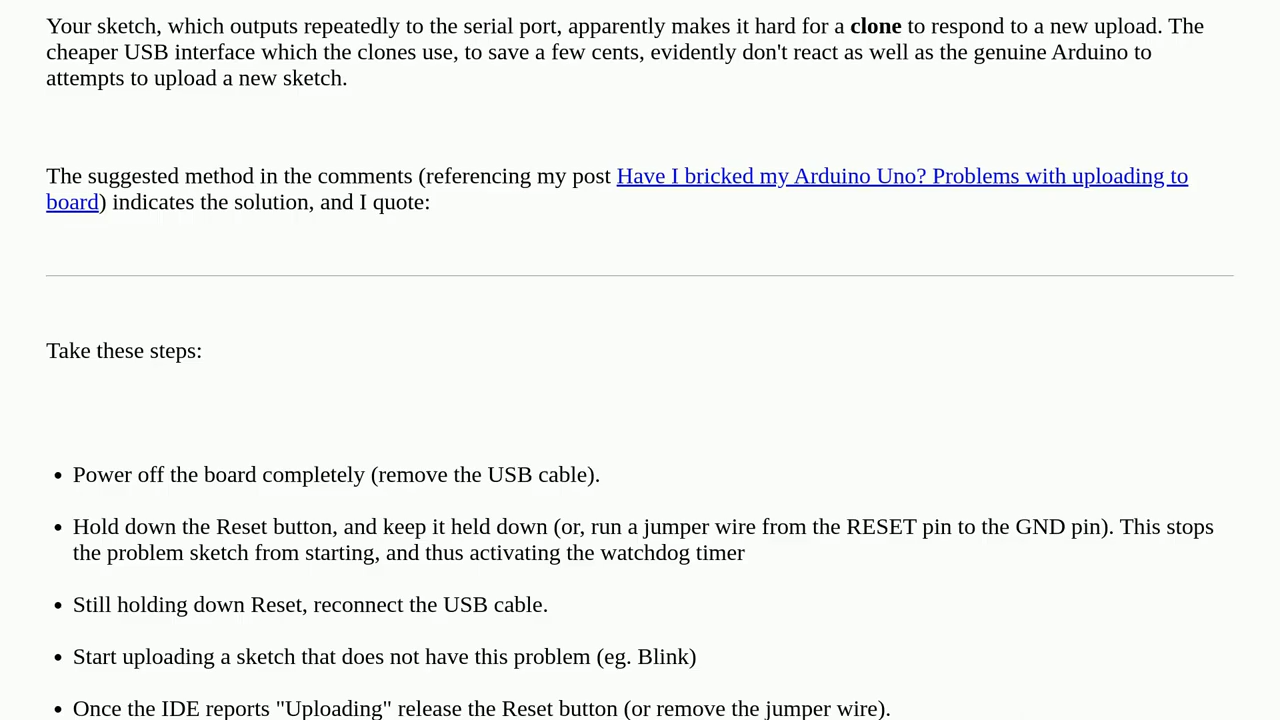 Your sketch, which outputs repeatedly to the serial port, apparently makes it hard for a clone to respond to a new upload. The
cheaper USB interface which the clones use, to save a few cents, evidently don't react as well as the genuine Arduino to
attempts to upload a new sketch.
The suggested method in the comments (referencing my post Have I bricked my Arduino Uno? Problems with uploading to
board) indicates the solution, and I quote:
Take these steps:
• Power off the board completely (remove the USB cable).
• Hold down the Reset button, and keep it held down (or, run a jumper wire from the RESET pin to the GND pin). This stops
the problem sketch from starting, and thus activating the watchdog timer
• Still holding down Reset, reconnect the USB cable.
• Start uploading a sketch that does not have this problem (eg. Blink)
• Once the IDE reports "Uploading" release the Reset button (or remove the jumper wire).